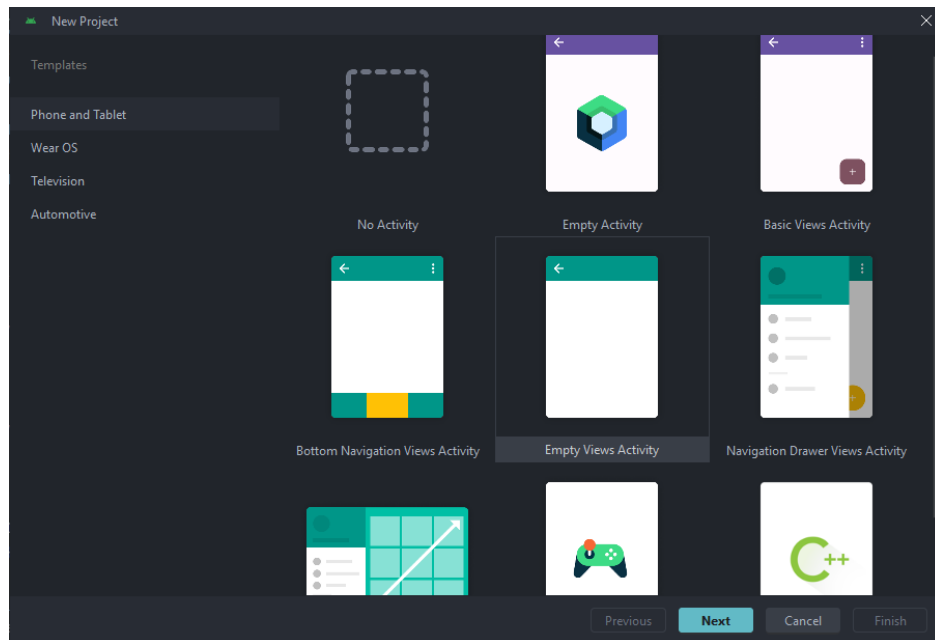 New Project
Templates
Phone and Tablet
Wear OS
Television
Automotive
No Activity
Empty Activity
Basic Views Activity
Bottom Navigation Views Activity
Empty Views Activity
Navigation Drawer Views Activity
C++
Previous
Next
Cancel
Finish